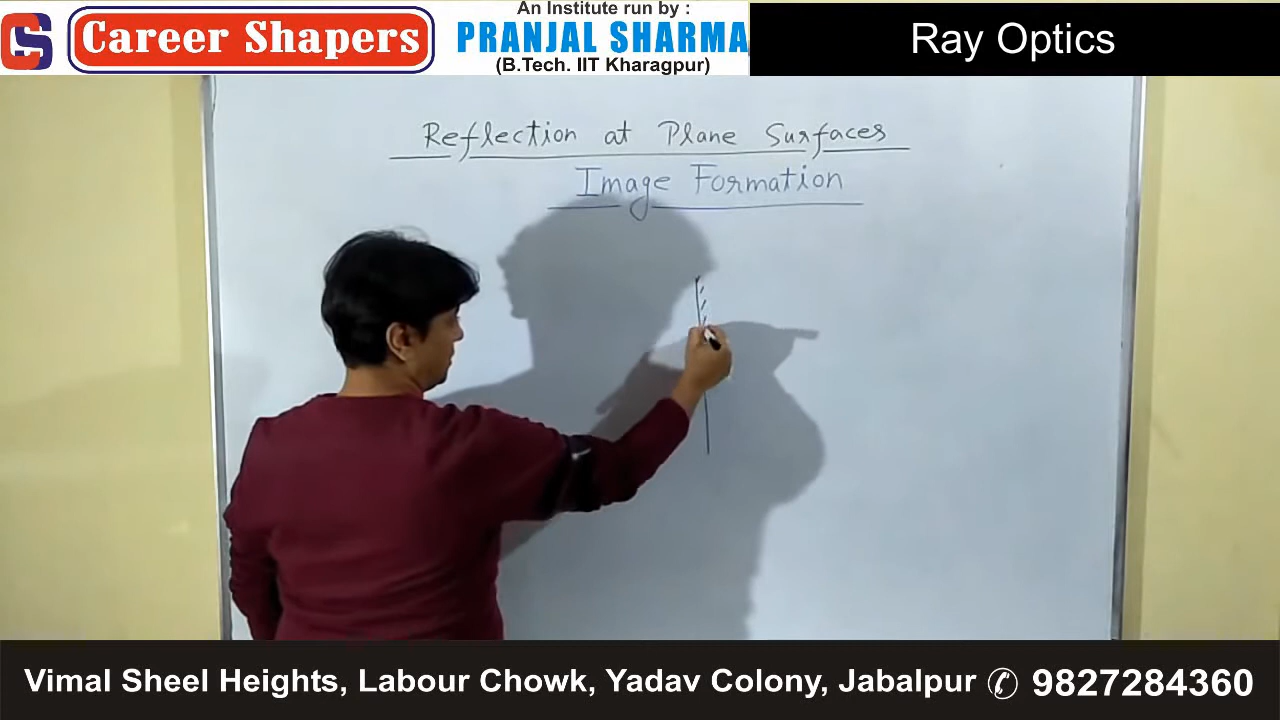 CS Career Shapers
An Institute run by :
PRANJAL SHARMA
(B.Tech. IIT Kharagpur)
Ray Optics
Reflection at Plane Surfaces
Image Formation
Vimal Sheel Heights, Labour Chowk, Yadav Colony, Jabalpur ✆ 9827284360